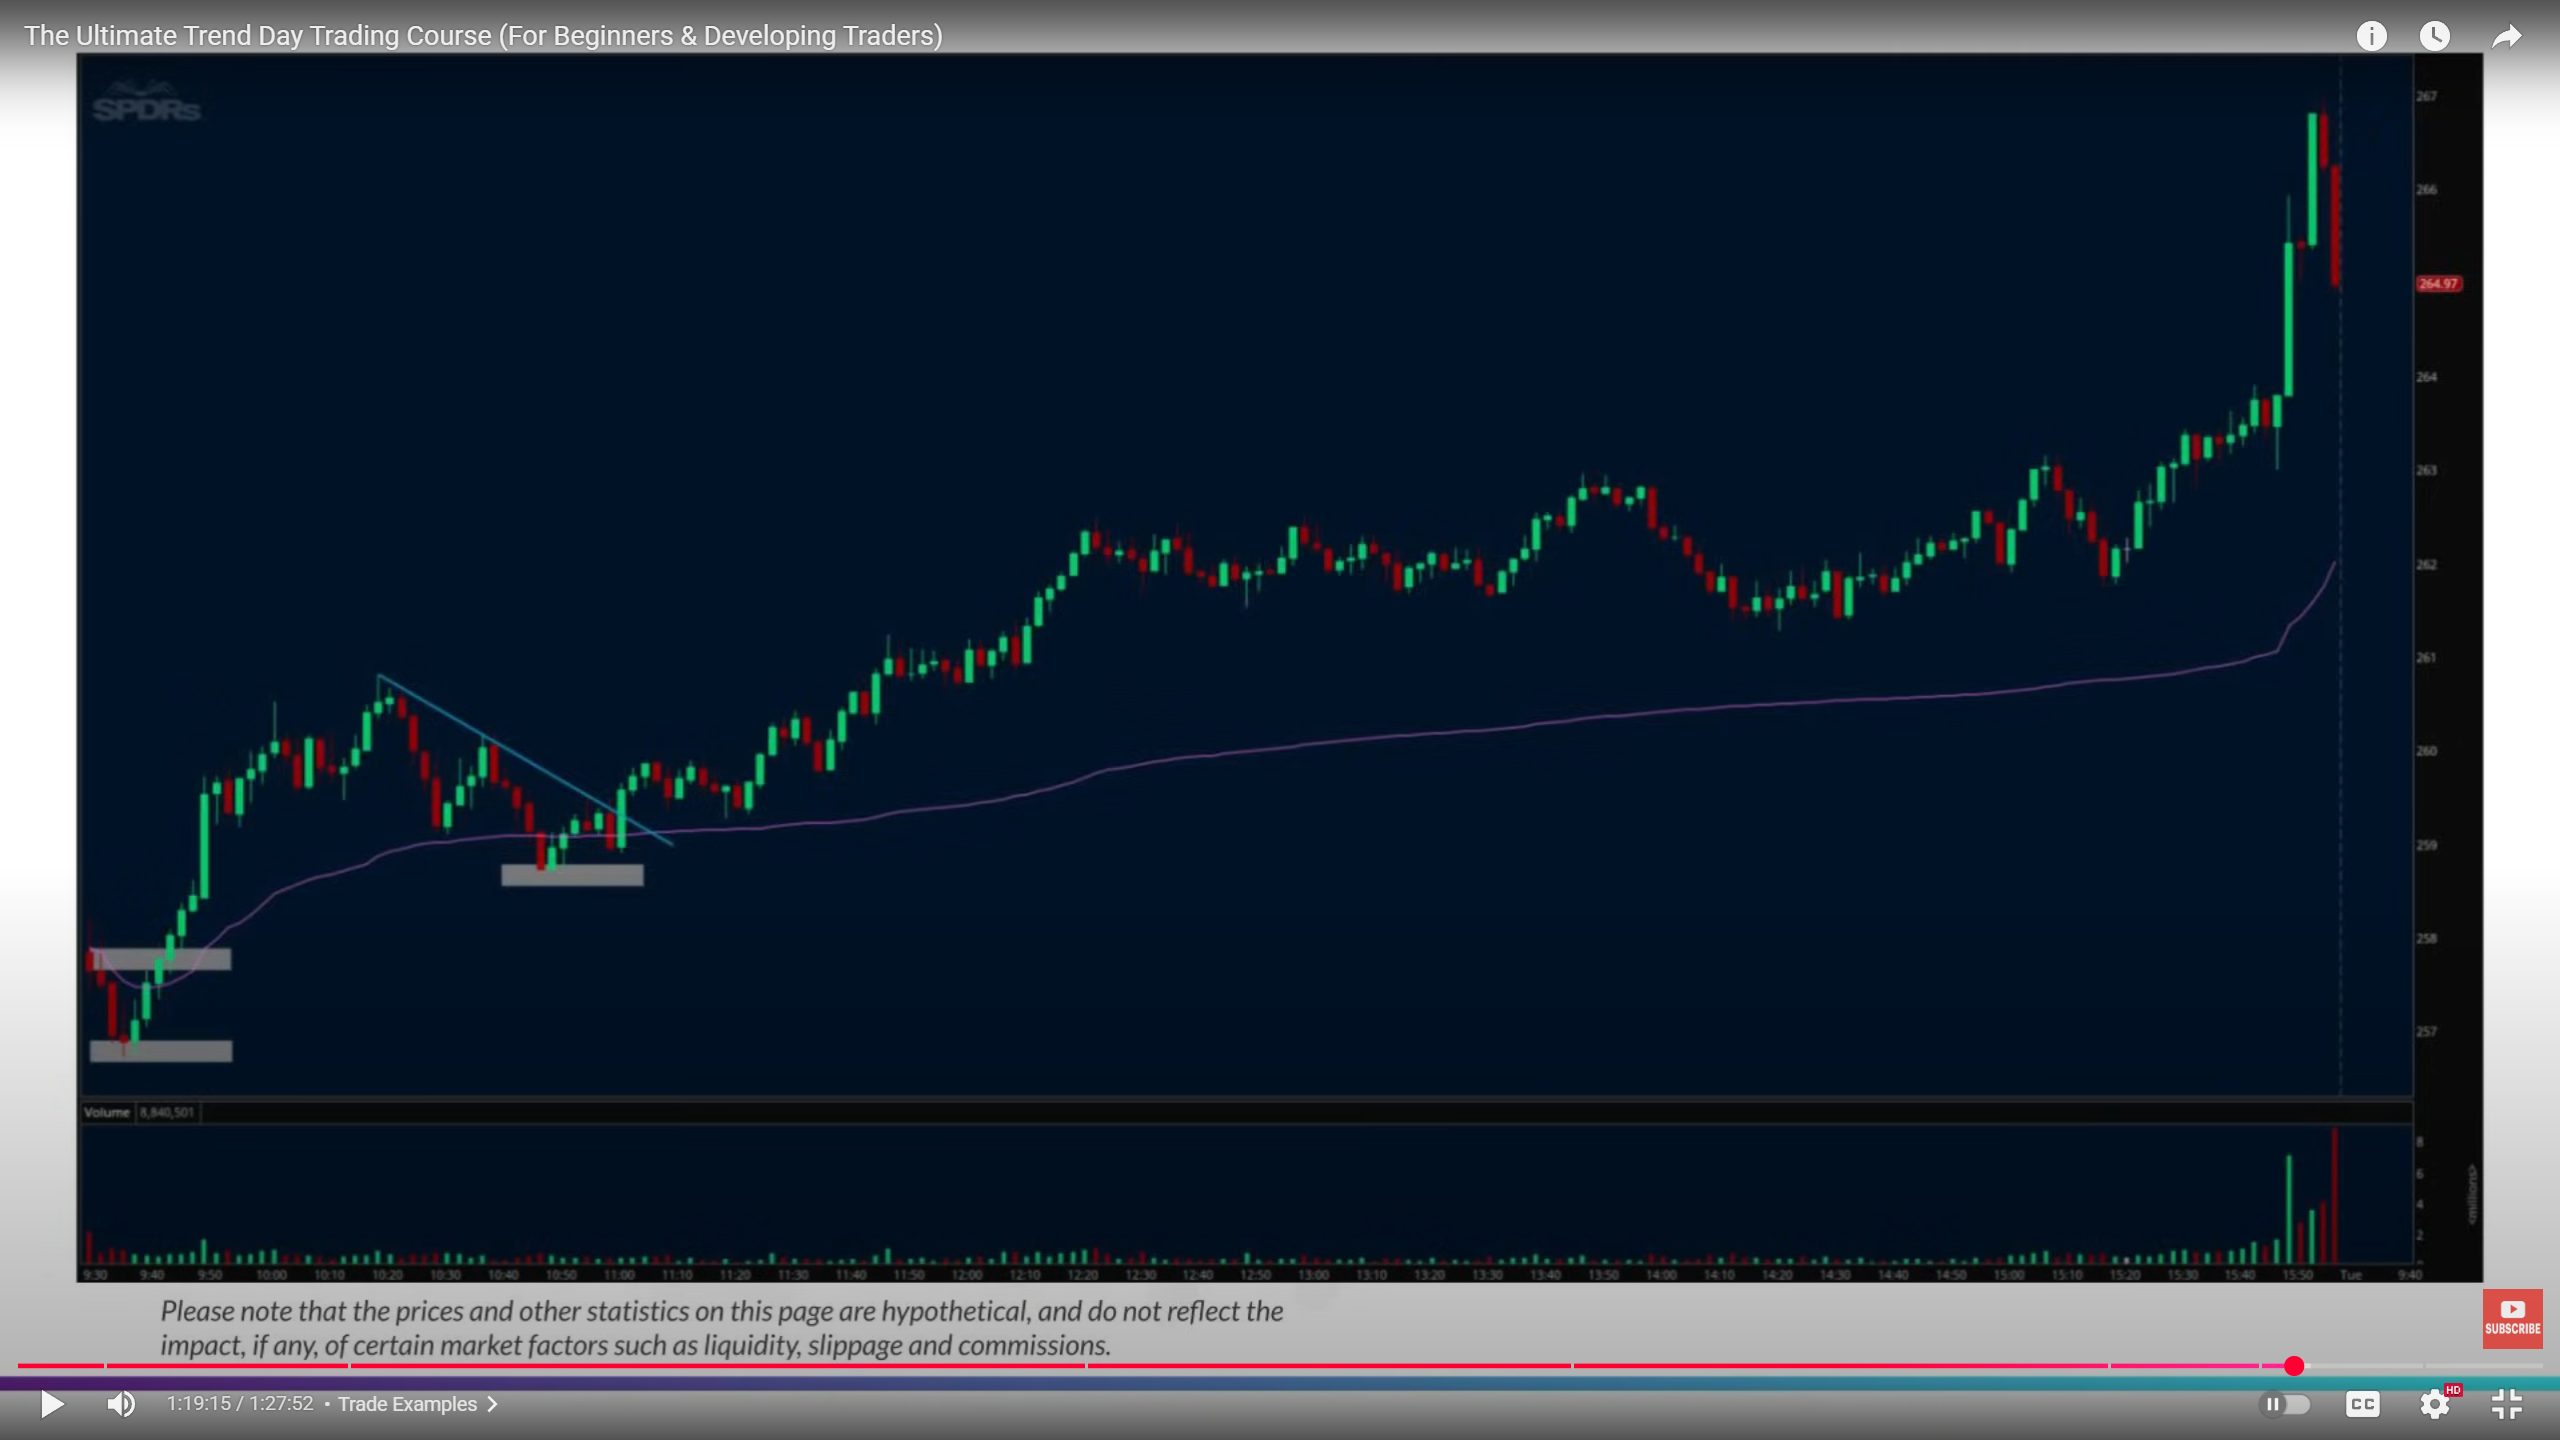 The Ultimate Trend Day Trading Course (For Beginners & Developing Traders)
SPDRs
267
266
264.97
264
263
262
261
260
259
258
257
Volume 8,840,501
8
6
4
2
<millions>
9:30 9:40 9:50 10:00 10:10 10:20 10:30 10:40 10:50 11:00 11:10 11:20 11:30 11:40 11:50 12:00 12:10 12:20 12:30 12:40 12:50 13:00 13:10 13:20 13:30 13:40 13:50 14:00 14:10 14:20 14:30 14:40 14:50 15:00 15:10 15:20 15:30 15:40 15:50 Tue 9:40
Please note that the prices and other statistics on this page are hypothetical, and do not reflect the
impact, if any, of certain market factors such as liquidity, slippage and commissions.
SUBSCRIBE
1:19:15 / 1:27:52 • Trade Examples
CC
HD